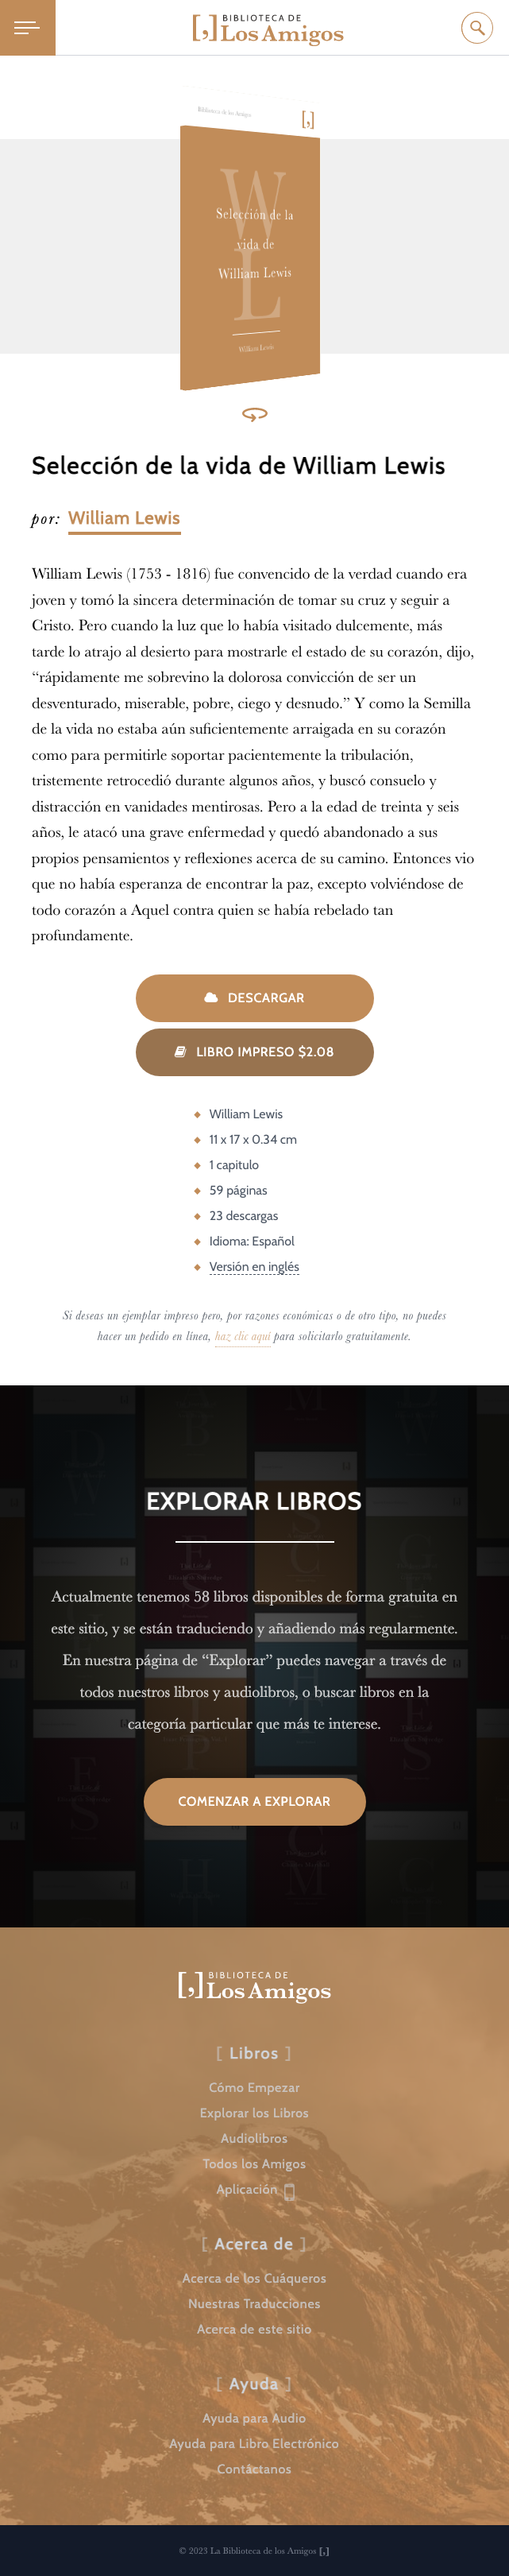 BIBLIOTECA DE
[,] Los Amigos
Biblioteca de los Amigos
[,]
W
L
Selección de la
vida de
William Lewis
William Lewis
Selección de la vida de William Lewis
por: William Lewis
William Lewis (1753 - 1816) fue convencido de la verdad cuando era
joven y tomó la sincera determinación de tomar su cruz y seguir a
Cristo. Pero cuando la luz que lo había visitado dulcemente, más
tarde lo atrajo al desierto para mostrarle el estado de su corazón, dijo,
“rápidamente me sobrevino la dolorosa convicción de ser un
desventurado, miserable, pobre, ciego y desnudo.” Y como la Semilla
de la vida no estaba aún suficientemente arraigada en su corazón
como para permitirle soportar pacientemente la tribulación,
tristemente retrocedió durante algunos años, y buscó consuelo y
distracción en vanidades mentirosas. Pero a la edad de treinta y seis
años, le atacó una grave enfermedad y quedó abandonado a sus
propios pensamientos y reflexiones acerca de su camino. Entonces vio
que no había esperanza de encontrar la paz, excepto volviéndose de
todo corazón a Aquel contra quien se había rebelado tan
profundamente.
DESCARGAR
LIBRO IMPRESO $2.08
William Lewis
11 x 17 x 0.34 cm
1 capitulo
59 páginas
23 descargas
Idioma: Español
Versión en inglés
Si deseas un ejemplar impreso pero, por razones económicas o de otro tipo, no puedes
hacer un pedido en línea, haz clic aquí para solicitarlo gratuitamente.
EXPLORAR LIBROS
Actualmente tenemos 58 libros disponibles de forma gratuita en
este sitio, y se están traduciendo y añadiendo más regularmente.
En nuestra página de “Explorar” puedes navegar a través de
todos nuestros libros y audiolibros, o buscar libros en la
categoría particular que más te interese.
COMENZAR A EXPLORAR
BIBLIOTECA DE
[,] Los Amigos
[ Libros ]
Cómo Empezar
Explorar los Libros
Audiolibros
Todos los Amigos
Aplicación
[ Acerca de ]
Acerca de los Cuáqueros
Nuestras Traducciones
Acerca de este sitio
[ Ayuda ]
Ayuda para Audio
Ayuda para Libro Electrónico
Contáctanos
© 2023 La Biblioteca de los Amigos [,]